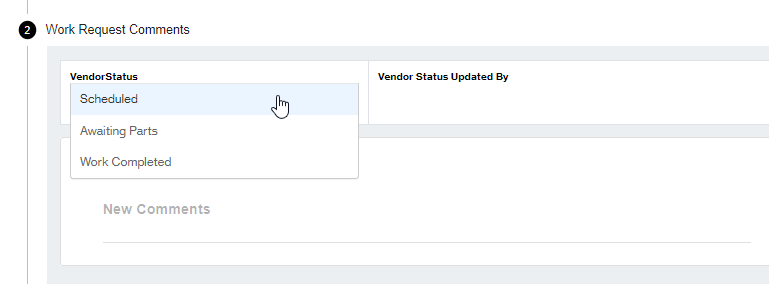 2 Work Request Comments
VendorStatus
Vendor Status Updated By
Scheduled
Awaiting Parts
Work Completed
New Comments